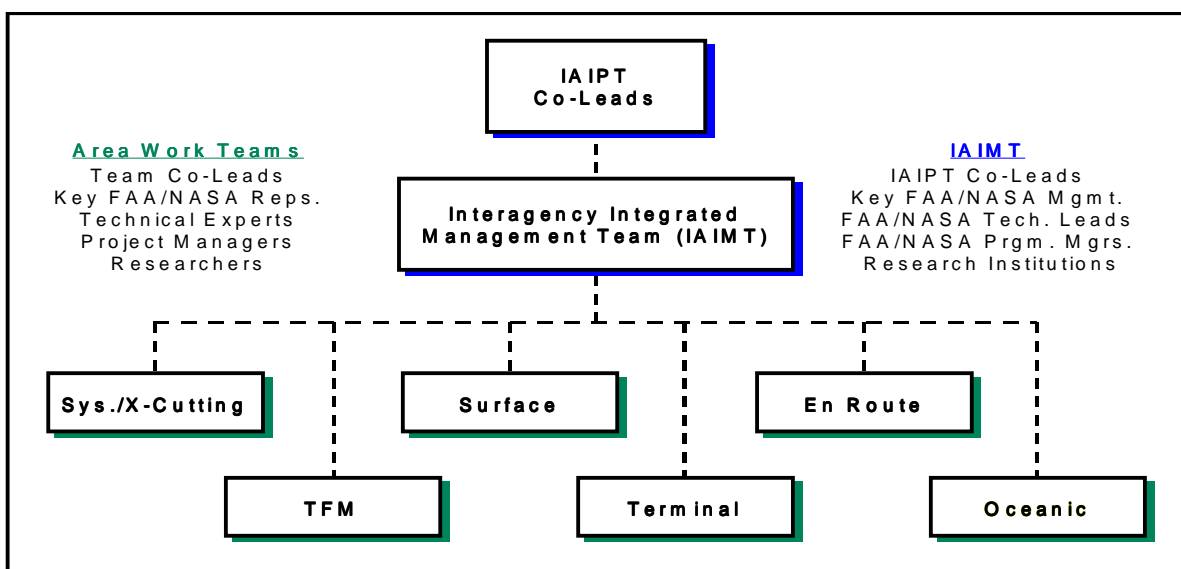 IAIPT
Co-Leads
Area Work Teams
Team Co-Leads
Key FAA/NASA Reps.
Technical Experts
Project Managers
Researchers
Interagency Integrated
Management Team (IAIMT)
IAIMT
IAIPT Co-Leads
Key FAA/NASA Mgmt.
FAA/NASA Tech. Leads
FAA/NASA Prgm. Mgrs.
Research Institutions
Sys./X-Cutting
Surface
En Route
TFM
Terminal
Oceanic